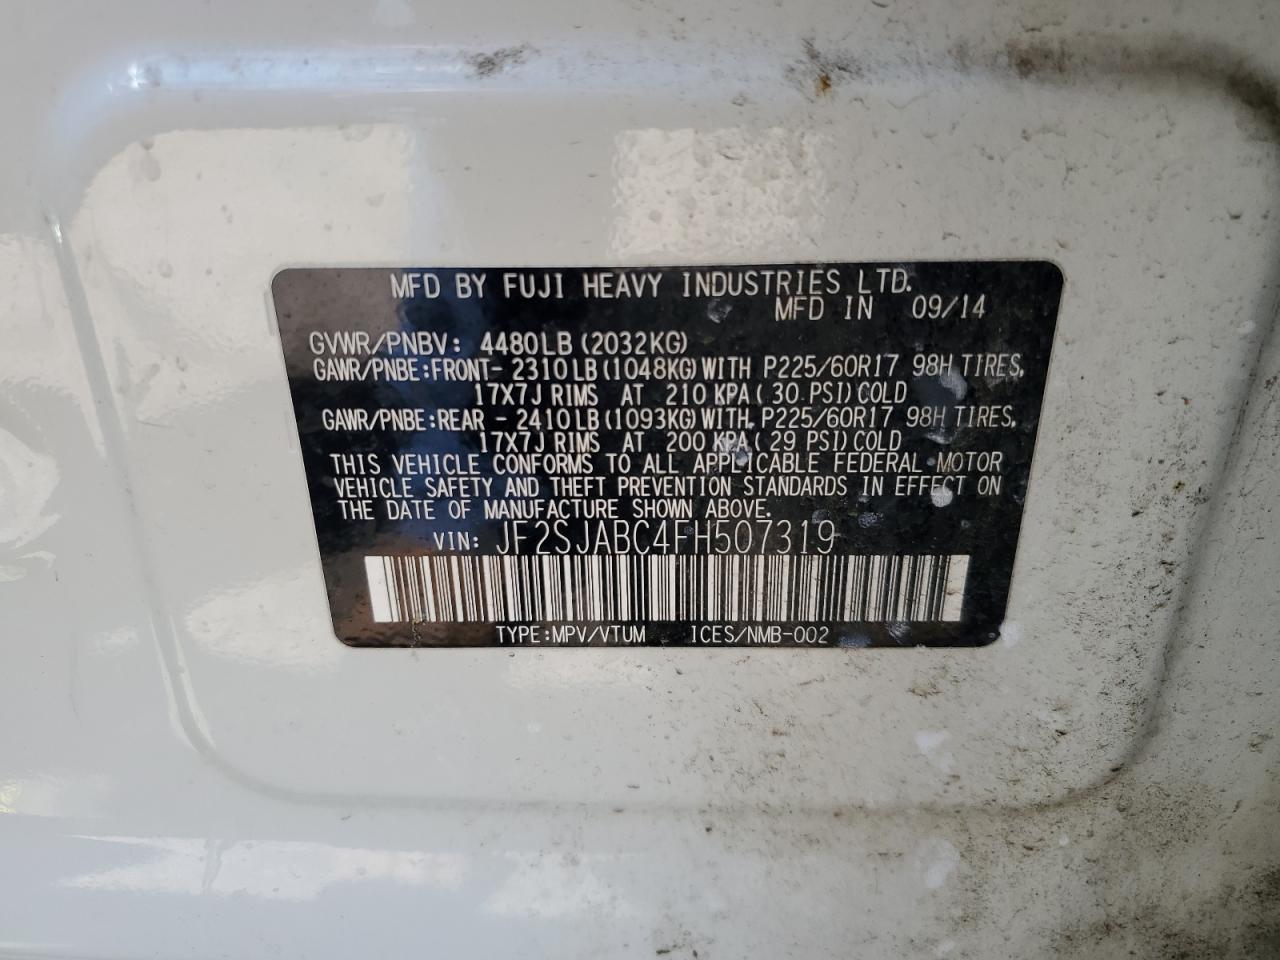 MFD BY FUJI HEAVY INDUSTRIES LTD.
MFD IN 09/14
GVWR/PNBV: 4480LB (2032KG)
GAWR/PNBE:FRONT- 2310LB (1048KG) WITH P225/60R17 98H TIRES,
17X7J RIMS AT 210 KPA( 30 PSI) COLD
GAWR/PNBE:REAR - 2410LB (1093KG) WITH P225/60R17 98H TIRES,
17X7J RIMS AT 200 KPA( 29 PSI) COLD
THIS VEHICLE CONFORMS TO ALL APPLICABLE FEDERAL MOTOR
VEHICLE SAFETY AND THEFT PREVENTION STANDARDS IN EFFECT ON
THE DATE OF MANUFACTURE SHOWN ABOVE.
VIN: JF2SJABC4FH507319
TYPE:MPV/VTUM ICES/NMB-002